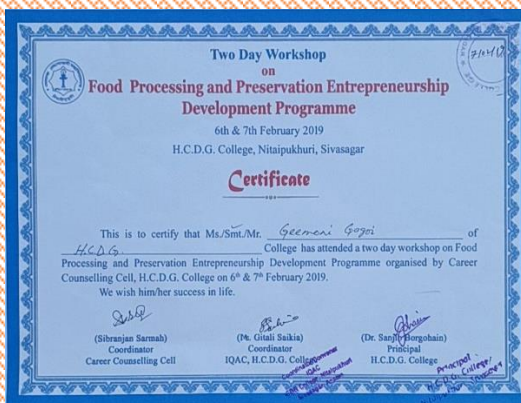 Two Day Workshop
on
Food Processing and Preservation Entrepreneurship
Development Programme
6th & 7th February 2019
H.C.D.G. College, Nitaipukhuri, Sivasagar
Certificate
This is to certify that Ms./Smt./Mr. Geemoni Gogoi of
H.C.D.G. College has attended a two day workshop on Food
Processing and Preservation Entrepreneurship Development Programme organised by Career
Counselling Cell, H.C.D.G. College on 6th & 7th February 2019.
We wish him/her success in life.
(Sibranjan Sarmah)
Coordinator
Career Counselling Cell
(Ms. Gitali Saikia)
Coordinator
IQAC, H.C.D.G. College
(Dr. Sanjib Borgohain)
Principal
H.C.D.G. College
Principal
H.C.D.G. College